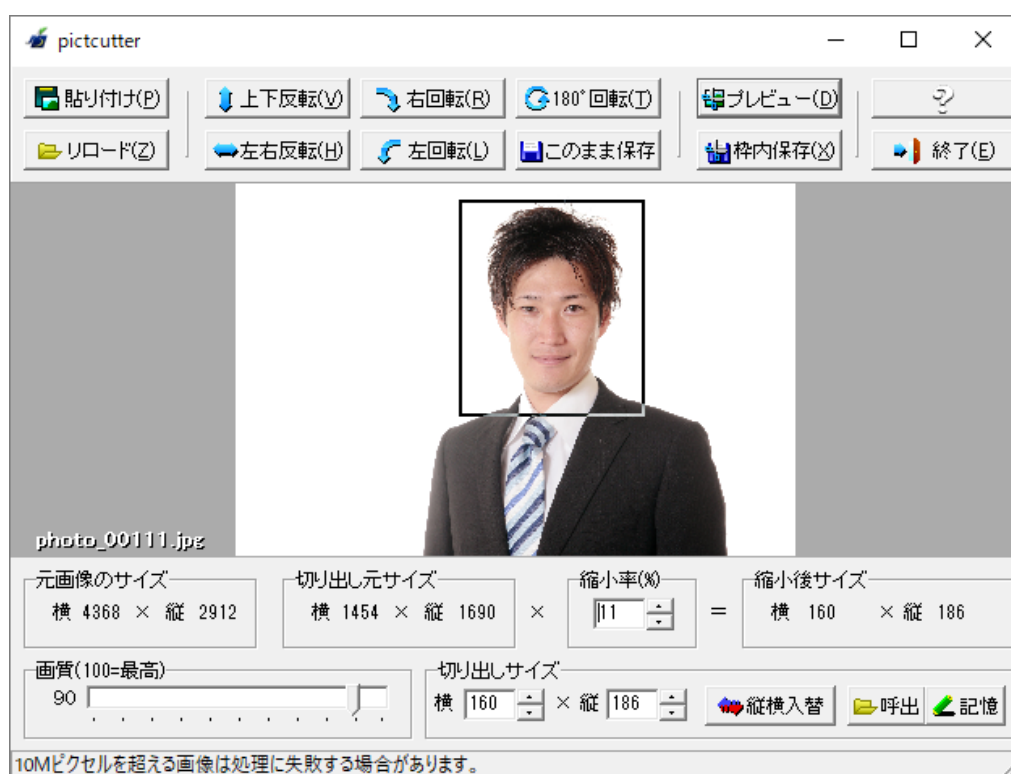 pictcutter
貼り付け(P) 上下反転(V) 右回転(R) 180°回転(T) プレビュー(D) ?
リロード(Z) 左右反転(H) 左回転(L) このまま保存 枠内保存(X) 終了(E)
photo_00111.jpg
元画像のサイズ 切り出し元サイズ 縮小率(%) 縮小後サイズ
横 4368 × 縦 2912 横 1454 × 縦 1690 × 11 = 横 160 × 縦 186
画質(100=最高) 切り出しサイズ
90 横 160 × 縦 186 縦横入替 呼出 記憶
10Mピクセルを超える画像は処理に失敗する場合があります。